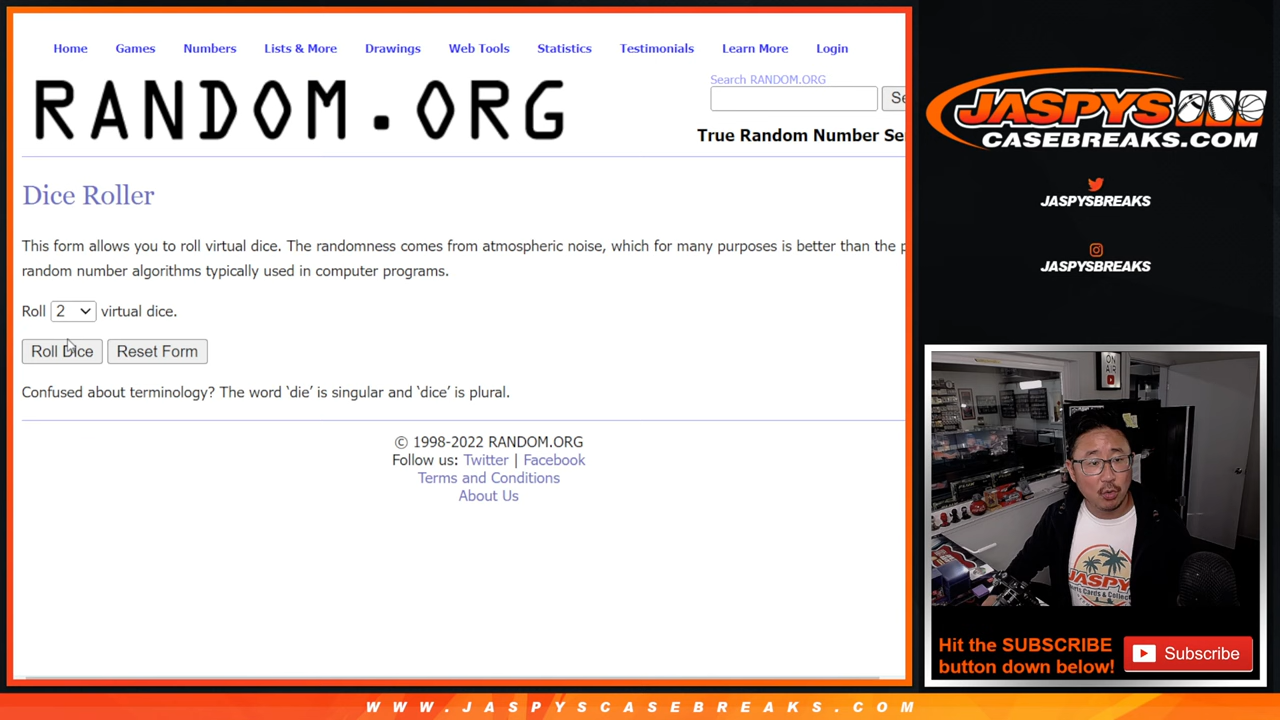 Home Games Numbers Lists & More Drawings Web Tools Statistics Testimonials Learn More Login
RANDOM.ORG
Search RANDOM.ORG
Se
True Random Number Se
Dice Roller
This form allows you to roll virtual dice. The randomness comes from atmospheric noise, which for many purposes is better than the p
random number algorithms typically used in computer programs.
Roll 2 virtual dice.
Roll Dice Reset Form
Confused about terminology? The word ‘die’ is singular and ‘dice’ is plural.
© 1998-2022 RANDOM.ORG
Follow us: Twitter | Facebook
Terms and Conditions
About Us
JASPYS
CASEBREAKS.COM
JASPYSBREAKS
JASPYSBREAKS
ON
AIR
JASPY'S
Hit the SUBSCRIBE
button down below!
Subscribe
WWW.JASPYSCASEBREAKS.COM